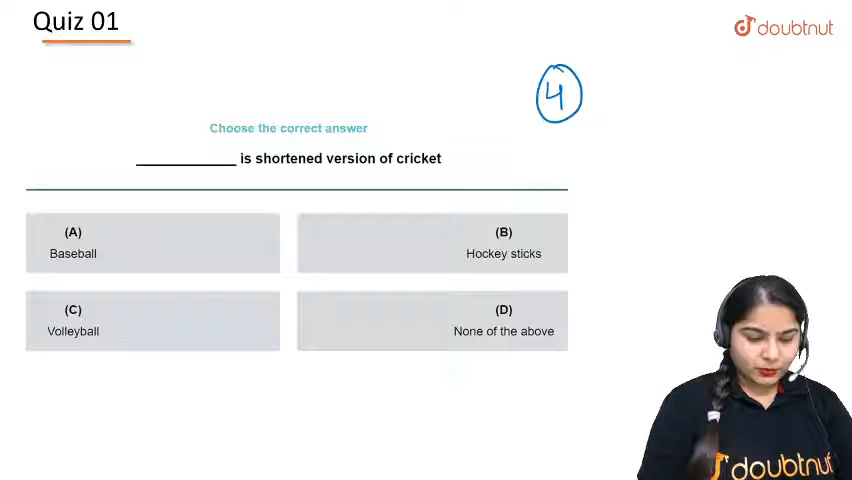 Quiz 01
doubtnut
4
Choose the correct answer
____________ is shortened version of cricket
(A)
Baseball
(B)
Hockey sticks
(C)
Volleyball
(D)
None of the above
doubtnut